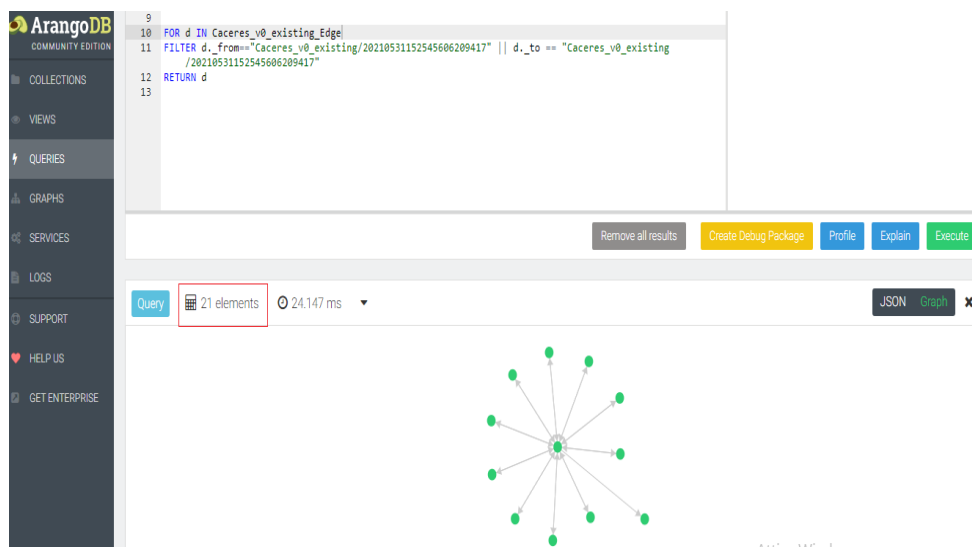 ArangoDB
COMMUNITY EDITION
COLLECTIONS
VIEWS
QUERIES
GRAPHS
SERVICES
LOGS
SUPPORT
HELP US
GET ENTERPRISE
9
10 FOR d IN Caceres_v0_existing_Edge
11 FILTER d._from=="Caceres_v0_existing/20210531152545606209417" || d._to == "Caceres_v0_existing
/20210531152545606209417"
12 RETURN d
13
Remove all results Create Debug Package Profile Explain Execute
Query 21 elements 24.147 ms JSON Graph